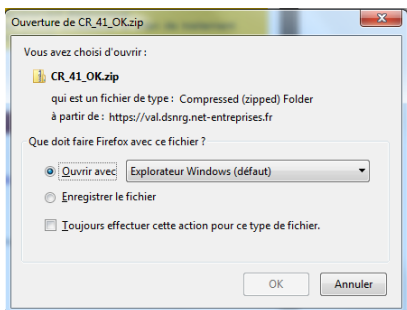 Ouverture de CR_41_OK.zip
Vous avez choisi d'ouvrir :
CR_41_OK.zip
qui est un fichier de type : Compressed (zipped) Folder
à partir de : https://val.dsnrg.net-entreprises.fr
Que doit faire Firefox avec ce fichier ?
Ouvrir avec Explorateur Windows (défaut)
Enregistrer le fichier
Toujours effectuer cette action pour ce type de fichier.
OK Annuler